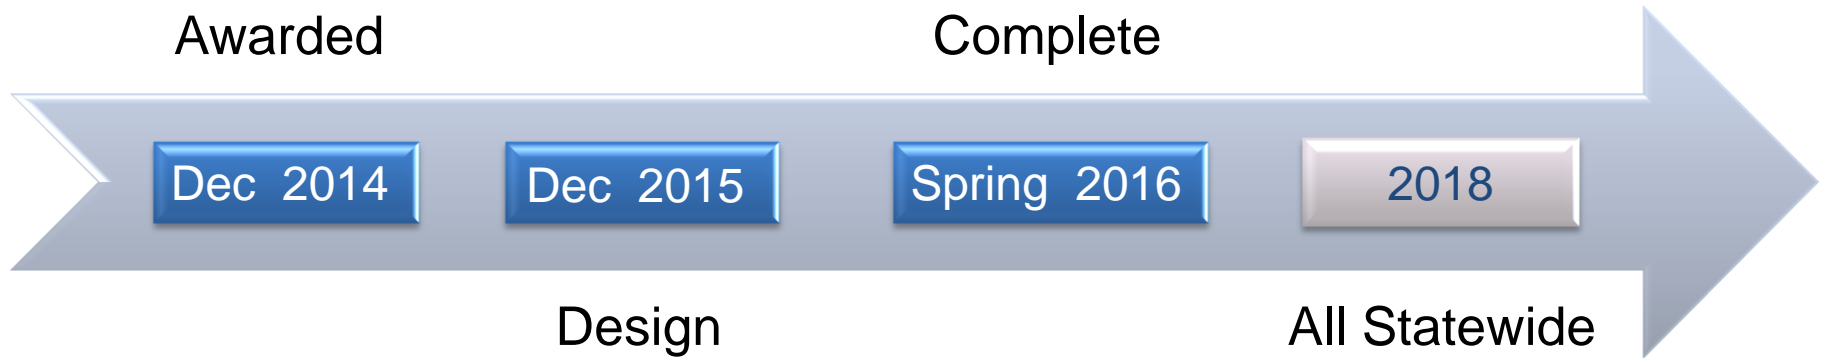 Awarded
Complete
Dec 2014
Dec 2015
Spring 2016
2018
Design
All Statewide